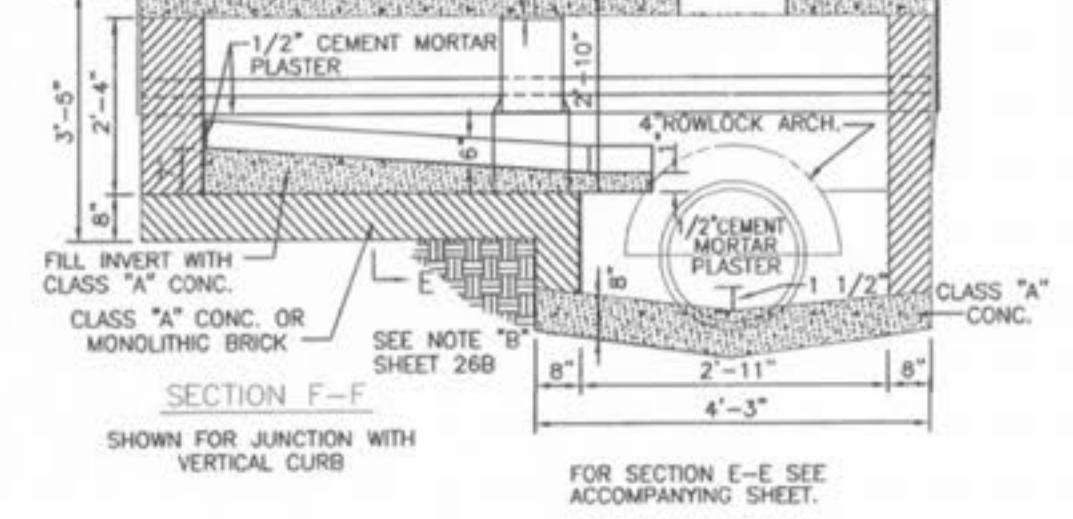 1/2" CEMENT MORTAR
PLASTER
2'-10"
3'-6"
2'-4"
4" ROWLOCK ARCH.
6"
1"
8"
1/2" CEMENT
MORTAR
PLASTER
FILL INVERT WITH
CLASS "A" CONC.
E
8"
1 1/2"
CLASS "A"
CONC.
CLASS "A" CONC. OR
MONOLITHIC BRICK
SEE NOTE "B"
SHEET 26B
8"
2'-11"
8"
4'-3"
SECTION F-F
SHOWN FOR JUNCTION WITH
VERTICAL CURB
FOR SECTION E-E SEE
ACCOMPANYING SHEET.